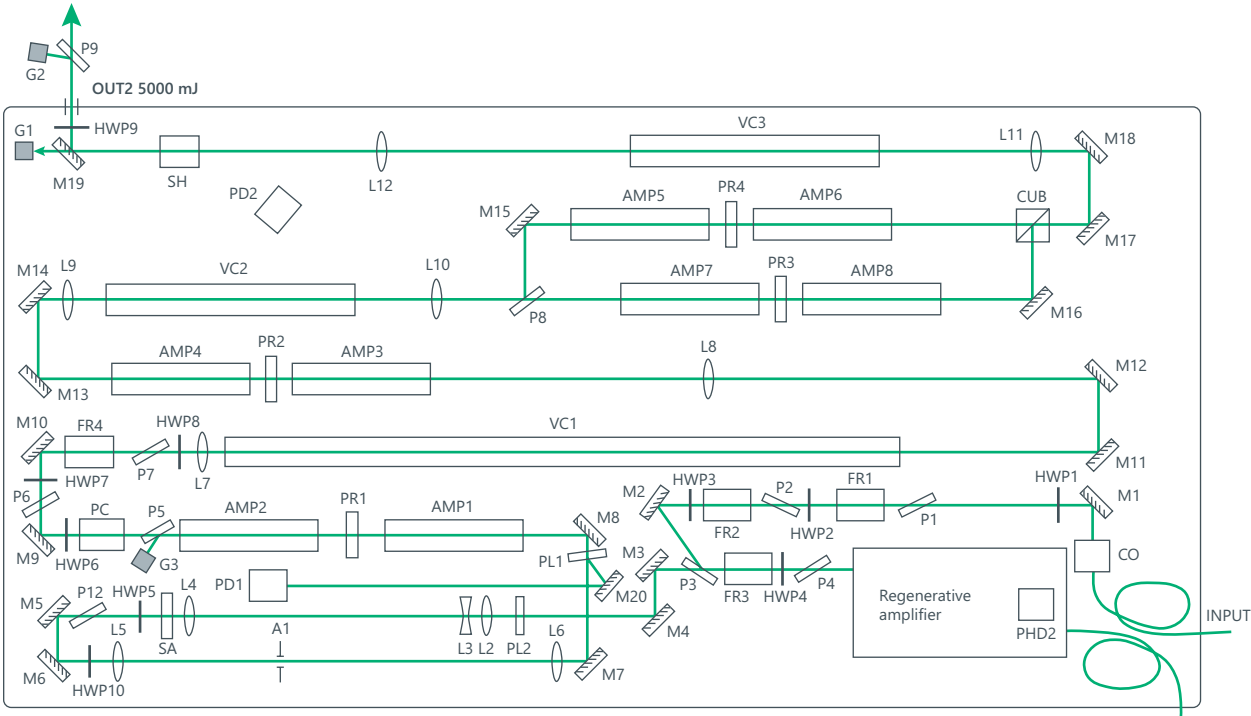 P9
G2
OUT2 5000 mJ
G1
HWP9
M19
SH
L12
VC3
L11
M18
PD2
M15
AMP5
PR4
AMP6
CUB
M17
M14
L9
VC2
L10
P8
AMP7
PR3
AMP8
M16
M13
AMP4
PR2
AMP3
L8
M12
M10
FR4
HWP7
P7
HWP8
L7
VC1
M11
P6
M9
HWP6
PC
P5
G3
AMP2
PR1
AMP1
M8
PL1
M2
HWP3
FR2
P2
HWP2
FR1
P1
HWP1
M1
CO
M3
P3
FR3
HWP4
P4
Regenerative
amplifier
PHD2
INPUT
PD1
M20
M5
P12
HWP5
SA
L4
L3
L2
PL2
M4
M6
HWP10
L5
A1
L6
M7